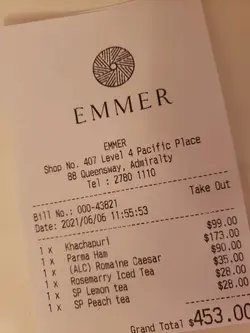 EMMER
EMMER
Shop No. 407 Level 4 Pacific Place
88 Queensway, Admiralty
Tel : 2780 1110
Take Out
Bill No.: 000-43821
Date: 2021/06/06 11:55:53
1 x Khachapuri $99.00
1 x Parma Ham $173.00
1 x (ALC) Romaine Caesar $90.00
1 x Rosemary Iced Tea $35.00
1 x SP Lemon tea $28.00
1 x SP Peach tea $28.00
Grand Total $453.00